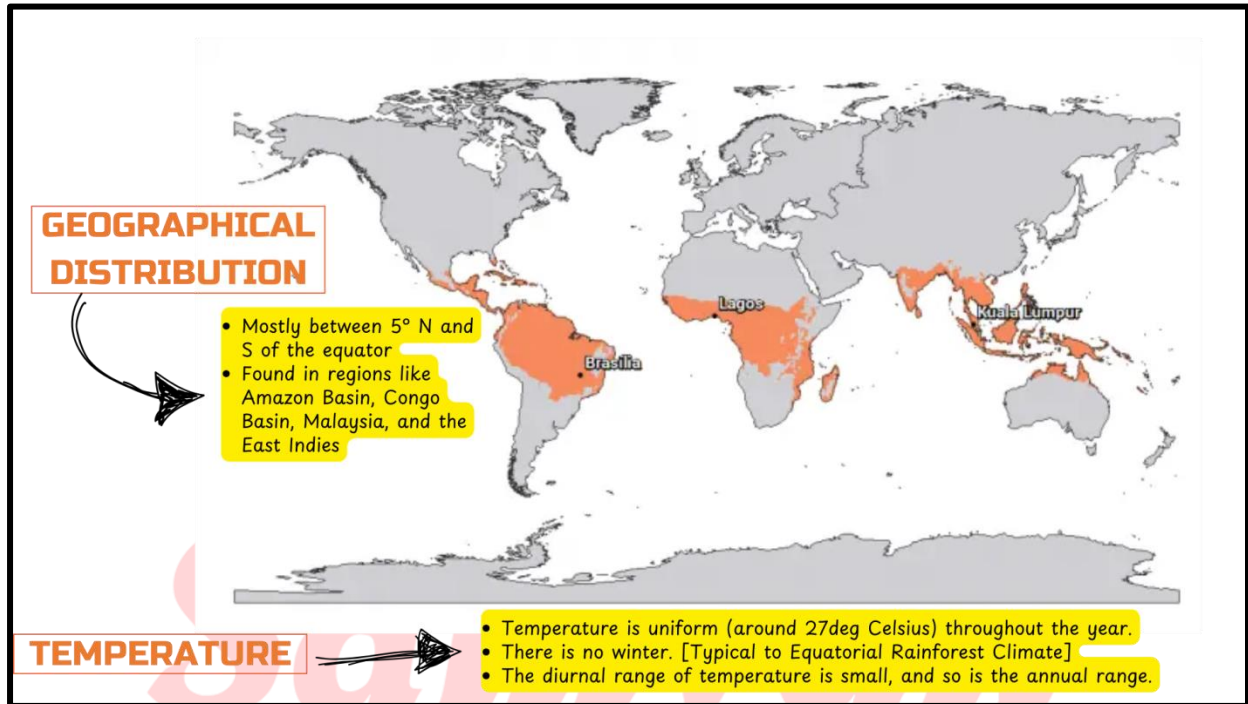 GEOGRAPHICAL
DISTRIBUTION
• Mostly between 5° N and
S of the equator
• Found in regions like
Amazon Basin, Congo
Basin, Malaysia, and the
East Indies
Lagos
Kuala Lumpur
Brasilia
TEMPERATURE
• Temperature is uniform (around 27deg Celsius) throughout the year.
• There is no winter. [Typical to Equatorial Rainforest Climate]
• The diurnal range of temperature is small, and so is the annual range.